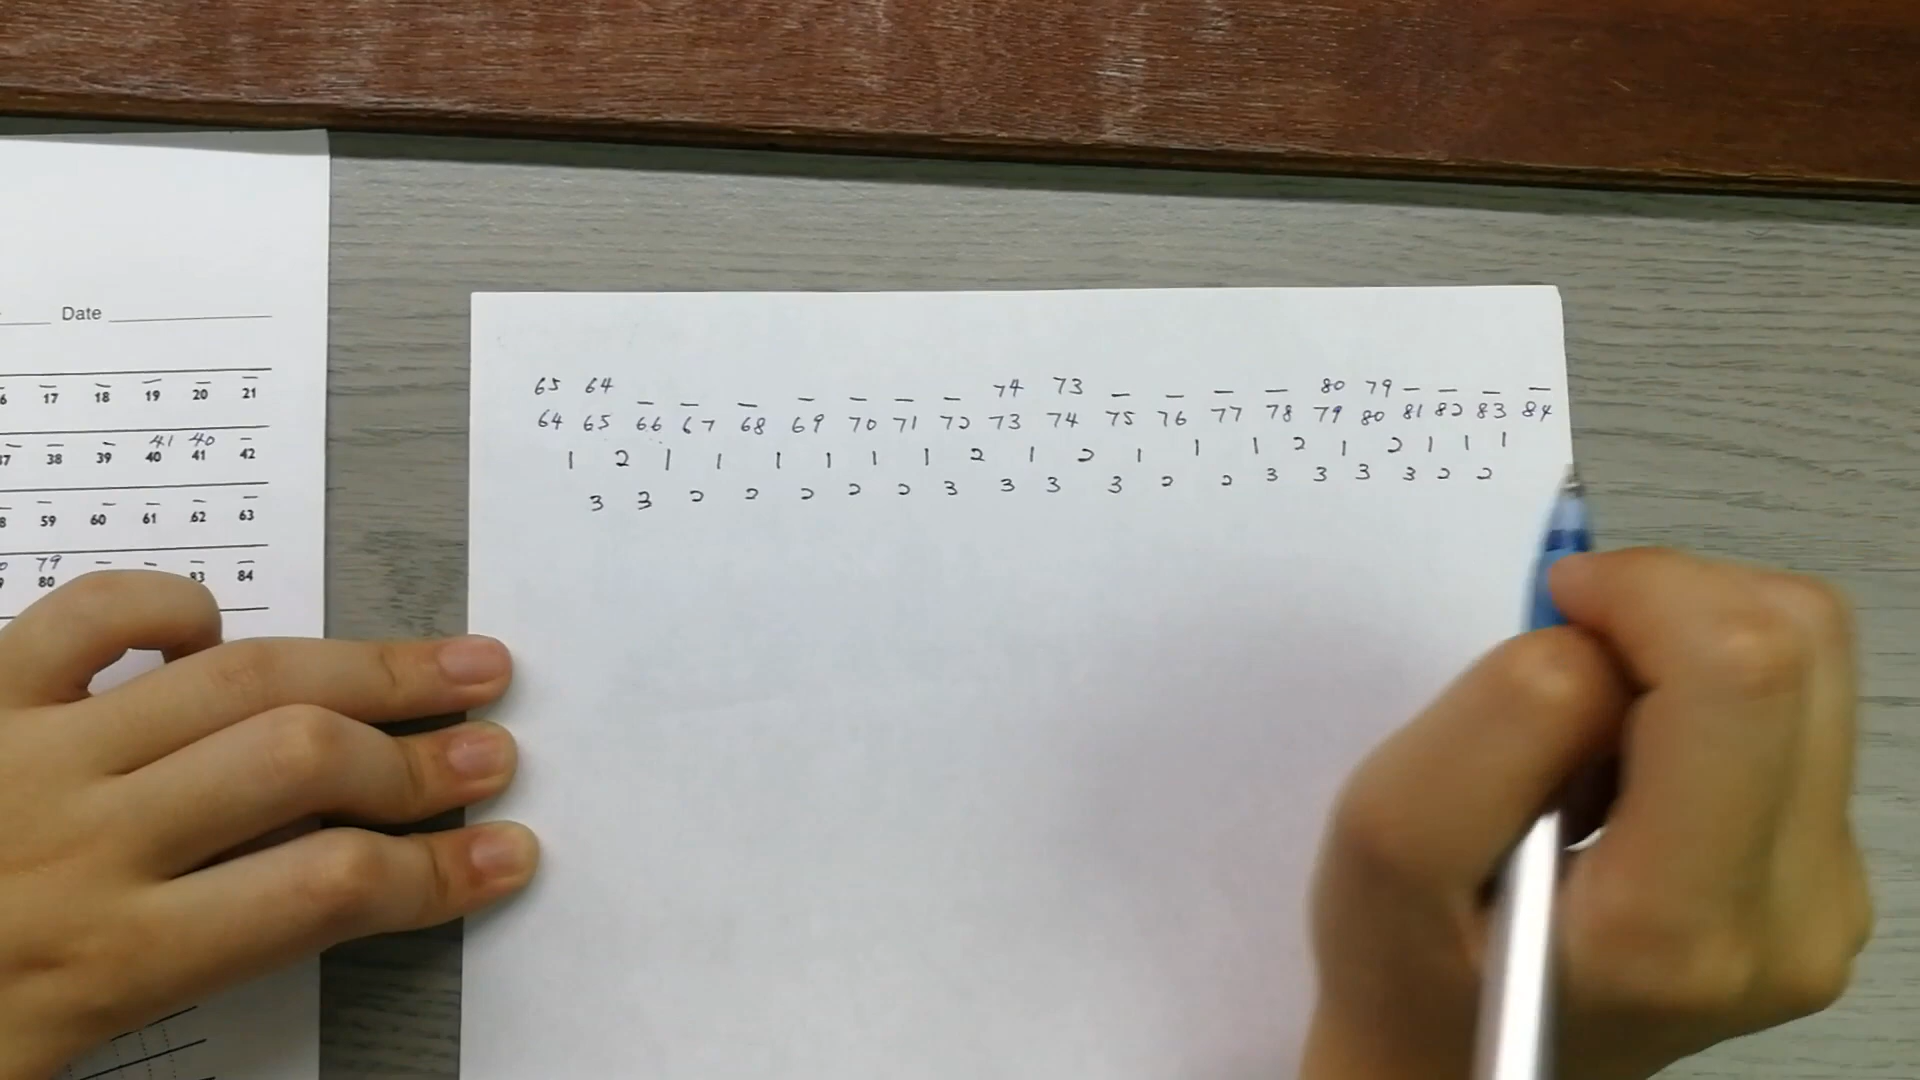 Date
6 17 18 19 20 21
41 40
37 38 39 40 41 42
8 59 60 61 62 63
79
80 83 84
65 64 — — — — — — — 74 73 — — — — 80 79 — — — —
64 65 66 67 68 69 70 71 72 73 74 75 76 77 78 79 80 81 82 83 84
1 2 1 1 1 1 1 1 2 1 2 1 1 1 2 1 2 1 1 1
3 3 2 2 2 2 2 3 3 3 3 2 2 3 3 3 3 2 2